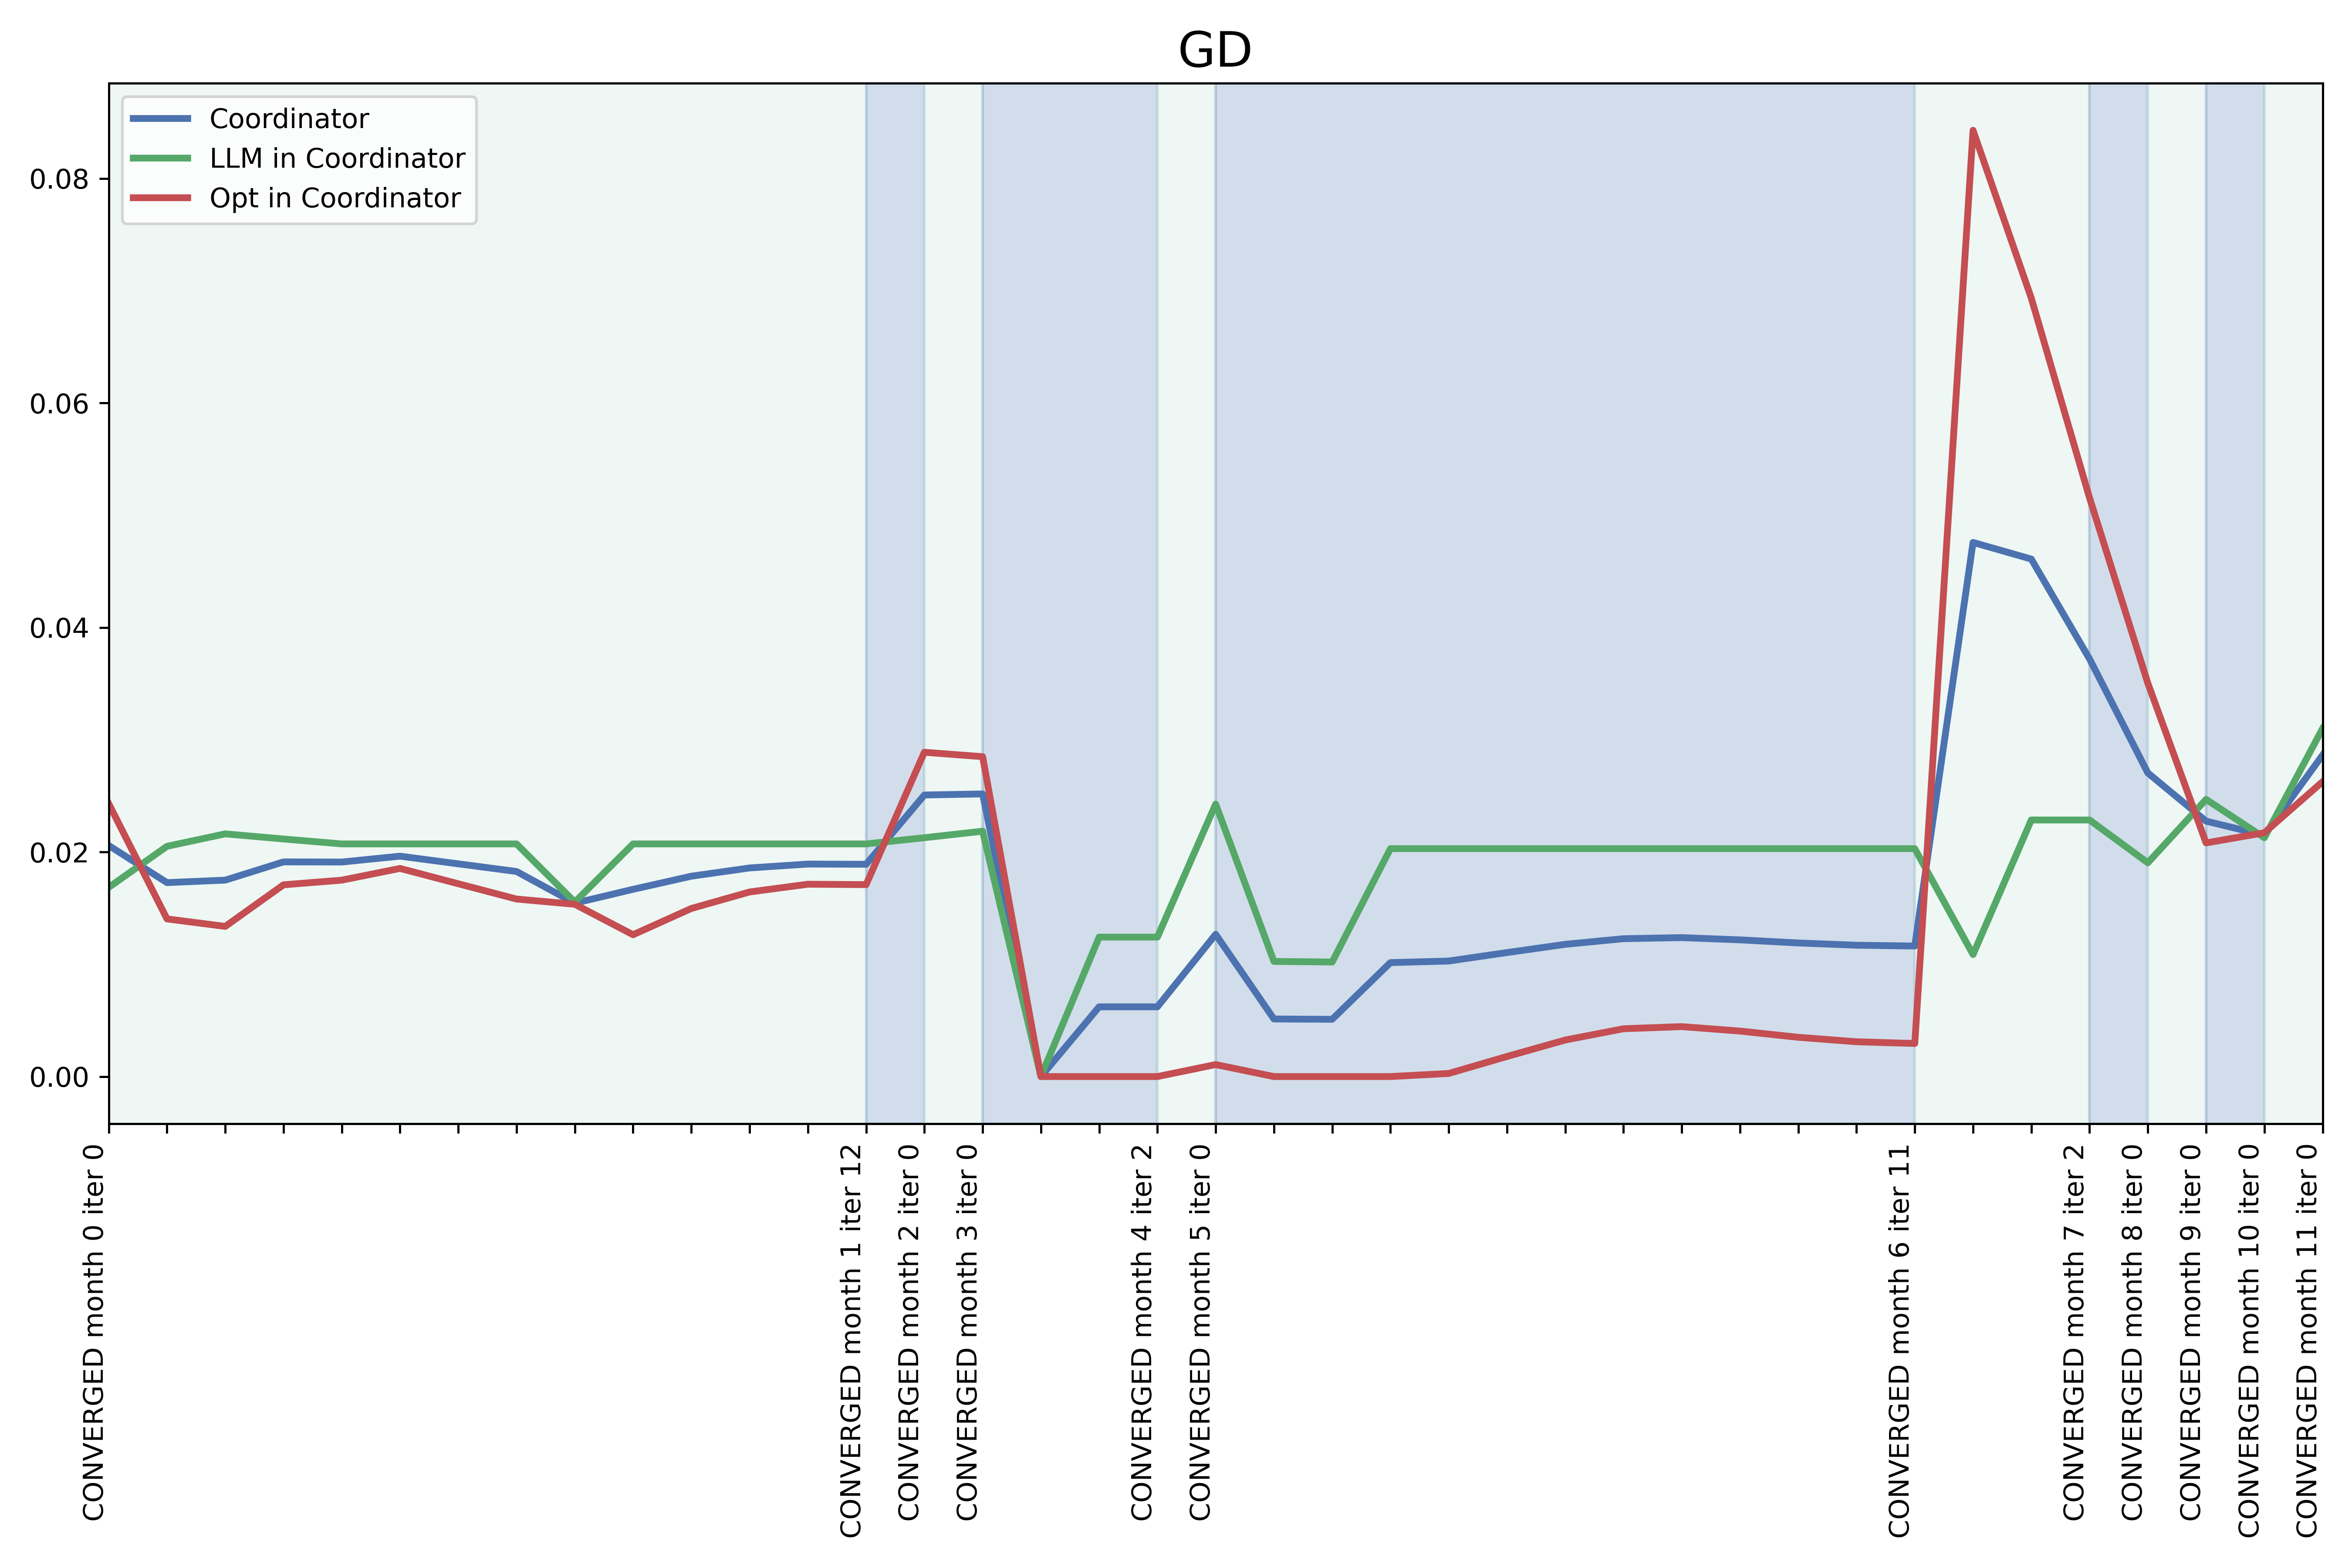 GD
Coordinator
LLM in Coordinator
Opt in Coordinator
0.08
0.06
0.04
0.02
0.00
CONVERGED month 0 iter 0
CONVERGED month 1 iter 12
CONVERGED month 2 iter 0
CONVERGED month 3 iter 0
CONVERGED month 4 iter 2
CONVERGED month 5 iter 0
CONVERGED month 6 iter 11
CONVERGED month 7 iter 2
CONVERGED month 8 iter 0
CONVERGED month 9 iter 0
CONVERGED month 10 iter 0
CONVERGED month 11 iter 0